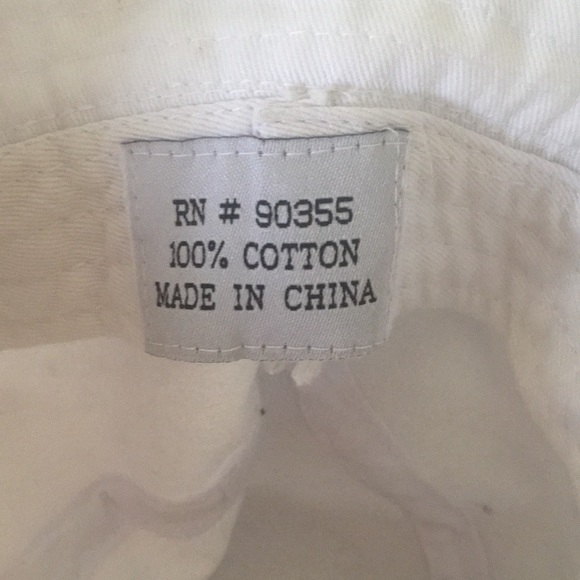 RN # 90355
100% COTTON
MADE IN CHINA